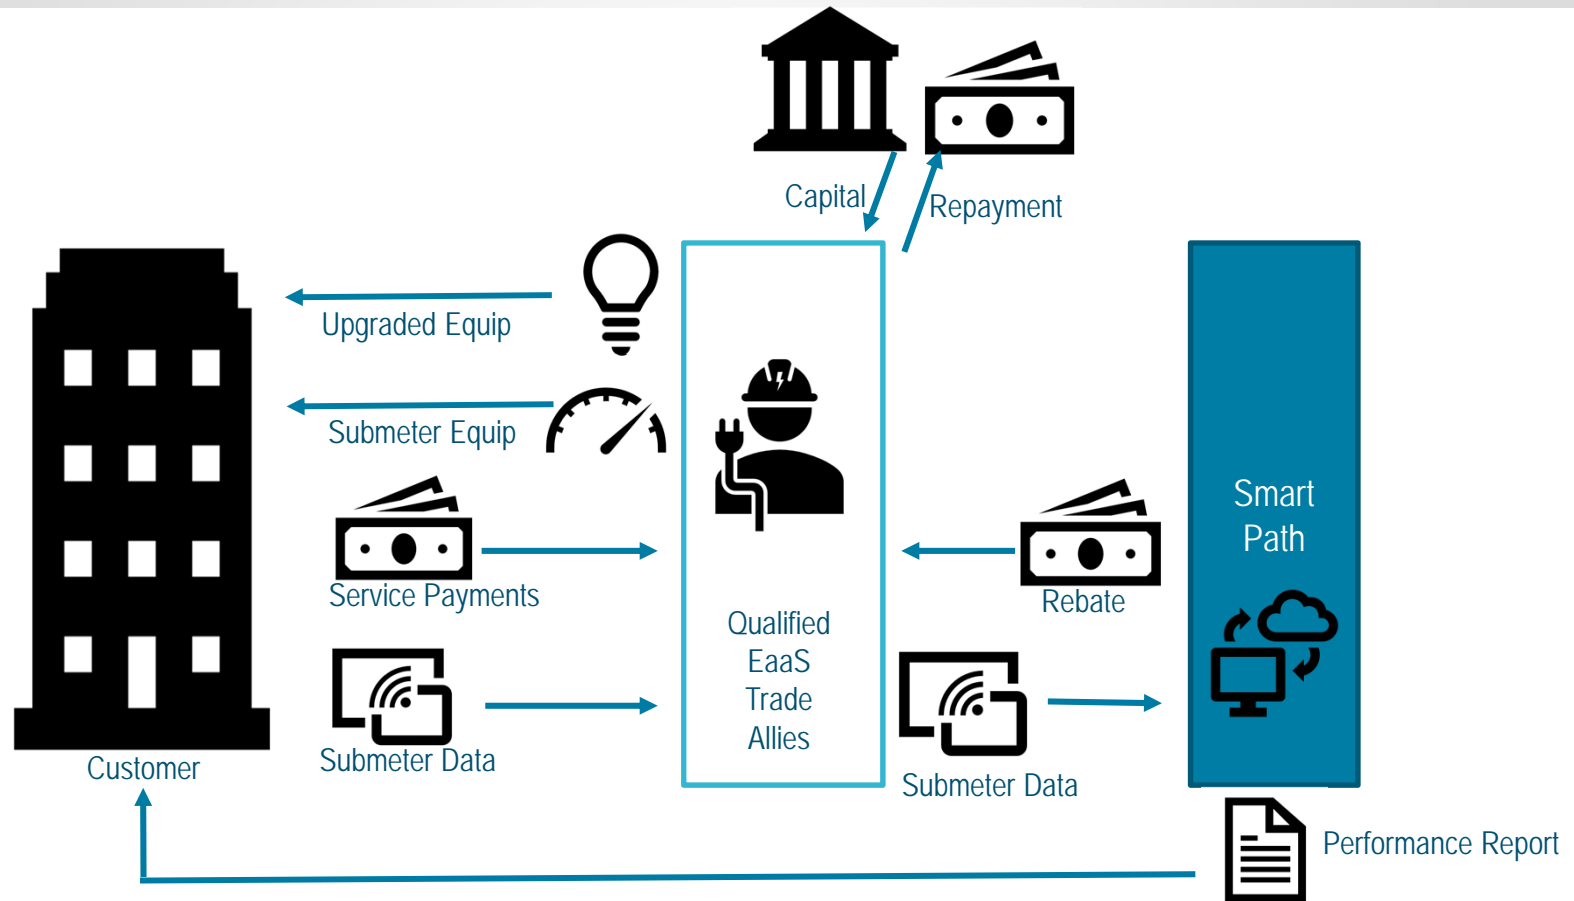 Capital
Repayment
Upgraded Equip
Submeter Equip
Service Payments
Submeter Data
Customer
Qualified
EaaS
Trade
Allies
Rebate
Submeter Data
Smart
Path
Performance Report